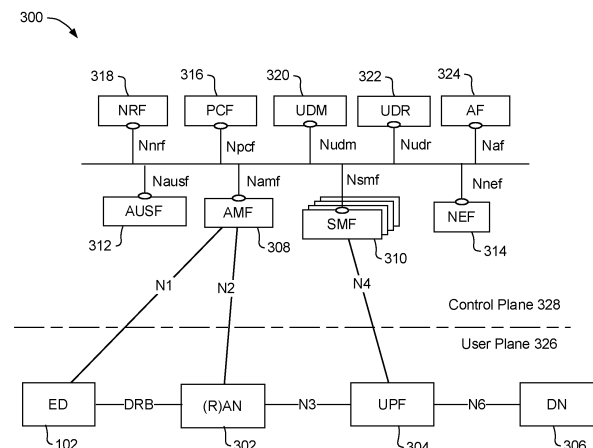 300
318
316
320
322
324
NRF
PCF
UDM
UDR
AF
Nnrf
Npcf
Nudm
Nudr
Naf
Nausf
Namf
Nsmf
Nnef
AUSF
AMF
SMF
NEF
312
308
310
314
N1
N2
N4
Control Plane 328
User Plane 326
ED
DRB
(R)AN
N3
UPF
N6
DN
102
302
304
306